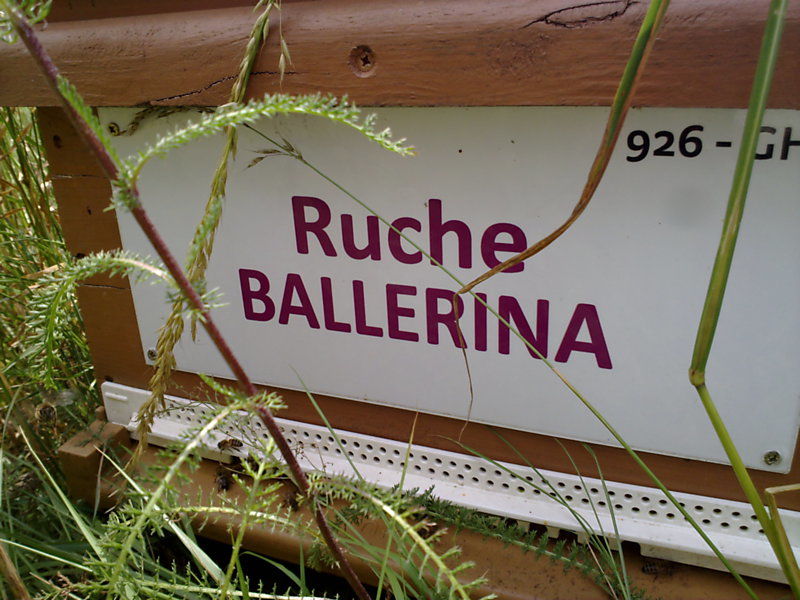 926 - GH
Ruche
BALLERINA